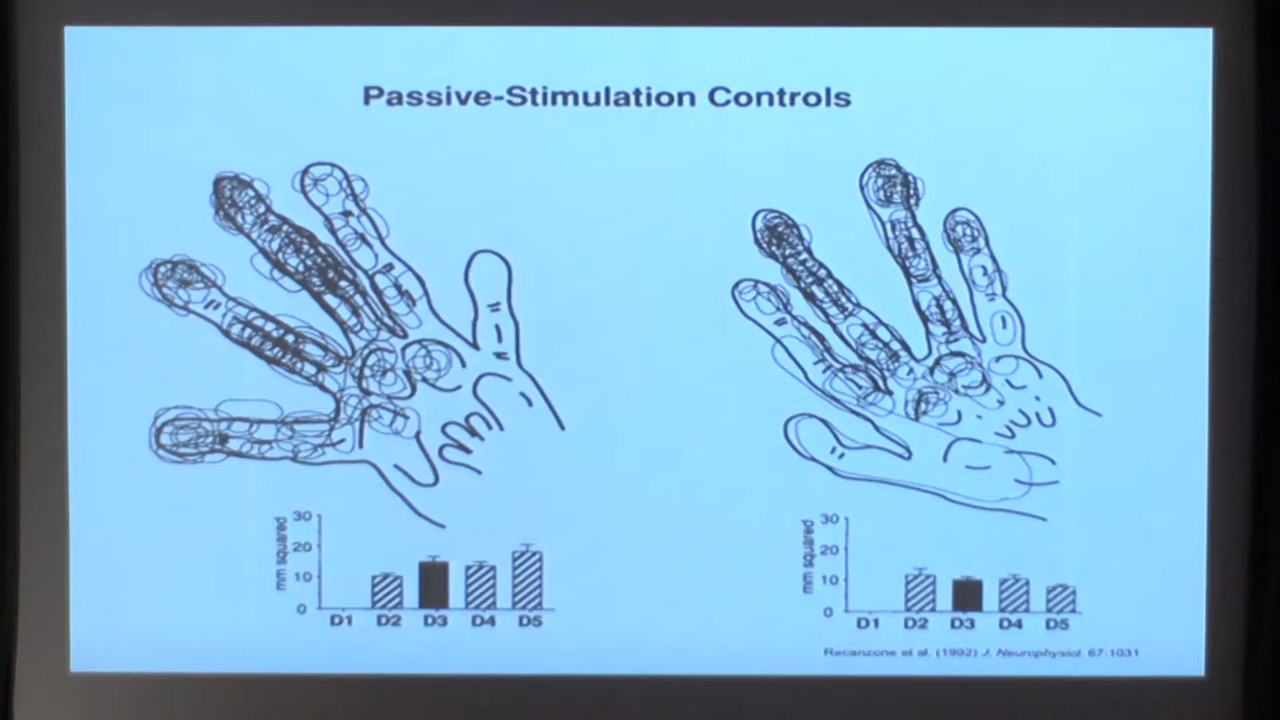 Passive-Stimulation Controls
mm squared
30
20
10
0
D1 D2 D3 D4 D5
mm squared
30
20
10
0
D1 D2 D3 D4 D5
Recanzone et al. (1992) J. Neurophysiol. 67:1031